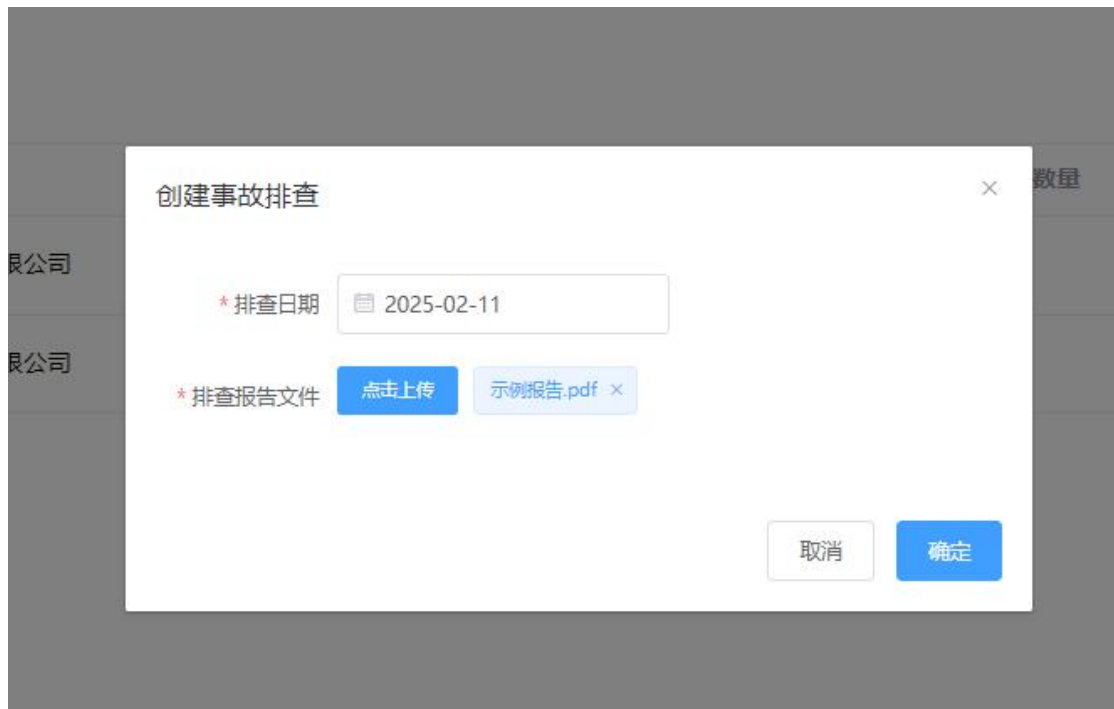 创建事故排查
×
数量
限公司
* 排查日期
2025-02-11
限公司
* 排查报告文件
点击上传
示例报告.pdf ×
取消
确定